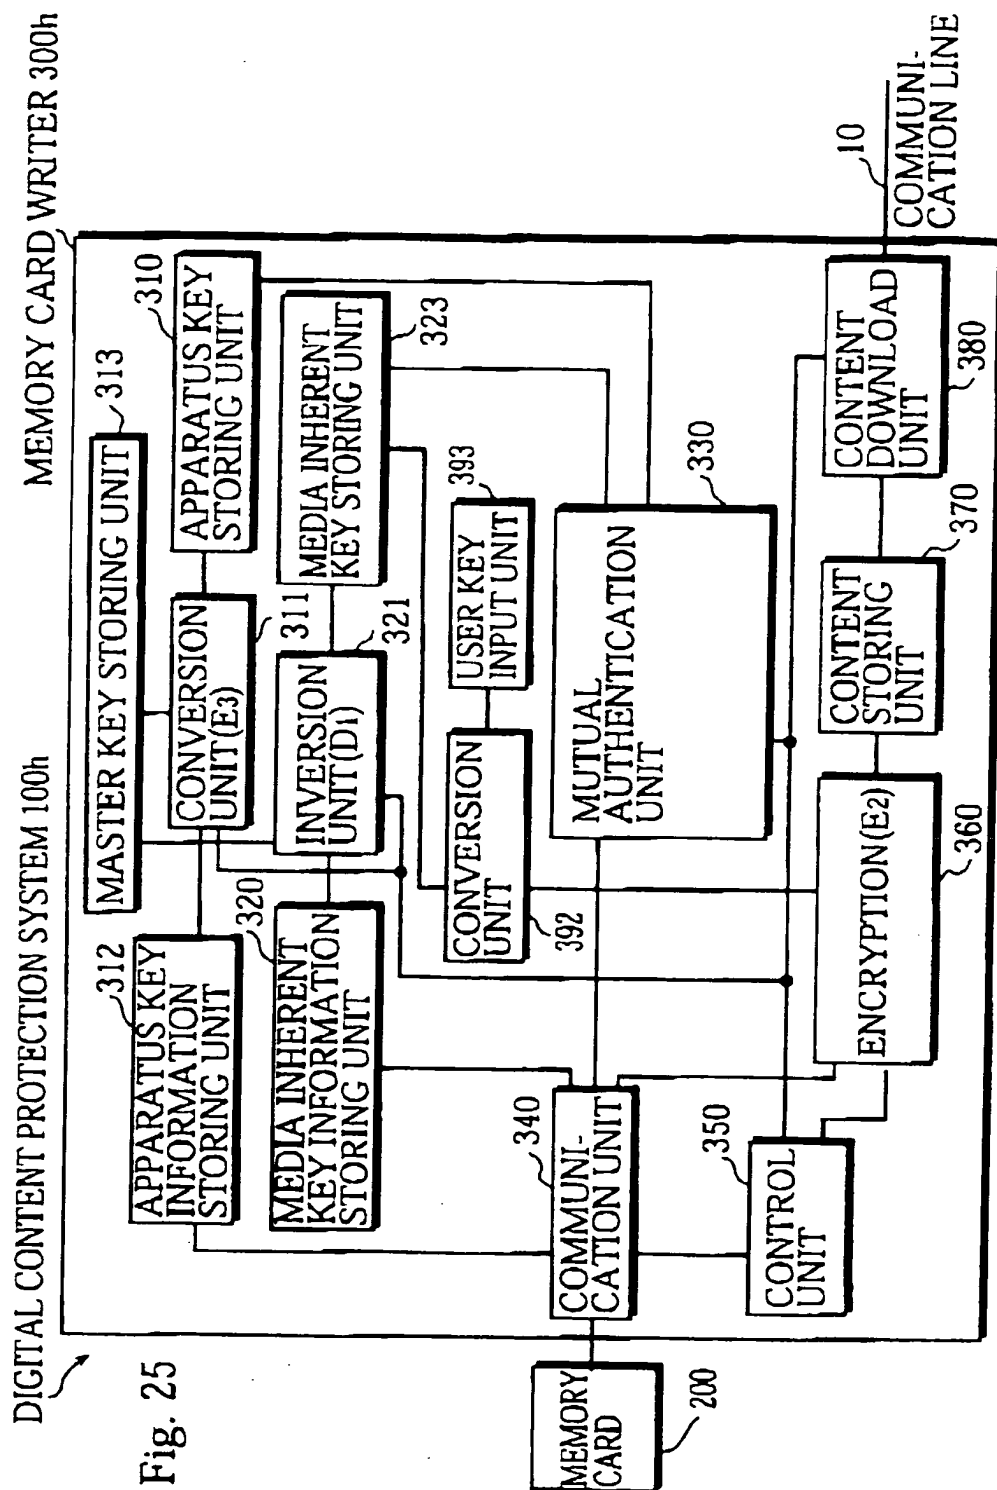 Fig. 25
DIGITAL CONTENT PROTECTION SYSTEM 100h
MEMORY CARD WRITER 300h
MASTER KEY STORING UNIT
313
APPARATUS KEY
INFORMATION
STORING UNIT
312
CONVERSION
UNIT(E3)
311
APPARATUS KEY
STORING UNIT
310
MEDIA INHERENT
KEY INFORMATION
STORING UNIT
320
INVERSION
UNIT(D1)
321
MEDIA INHERENT
KEY STORING UNIT
323
CONVERSION
UNIT
392
USER KEY
INPUT UNIT
393
MEMORY
CARD
200
COMMUNI-
CATION UNIT
340
MUTUAL
AUTHENTICATION
UNIT
330
CONTROL
UNIT
350
ENCRYPTION(E2)
360
CONTENT
STORING
UNIT
370
CONTENT
DOWNLOAD
UNIT
380
10
COMMUNI-
CATION LINE